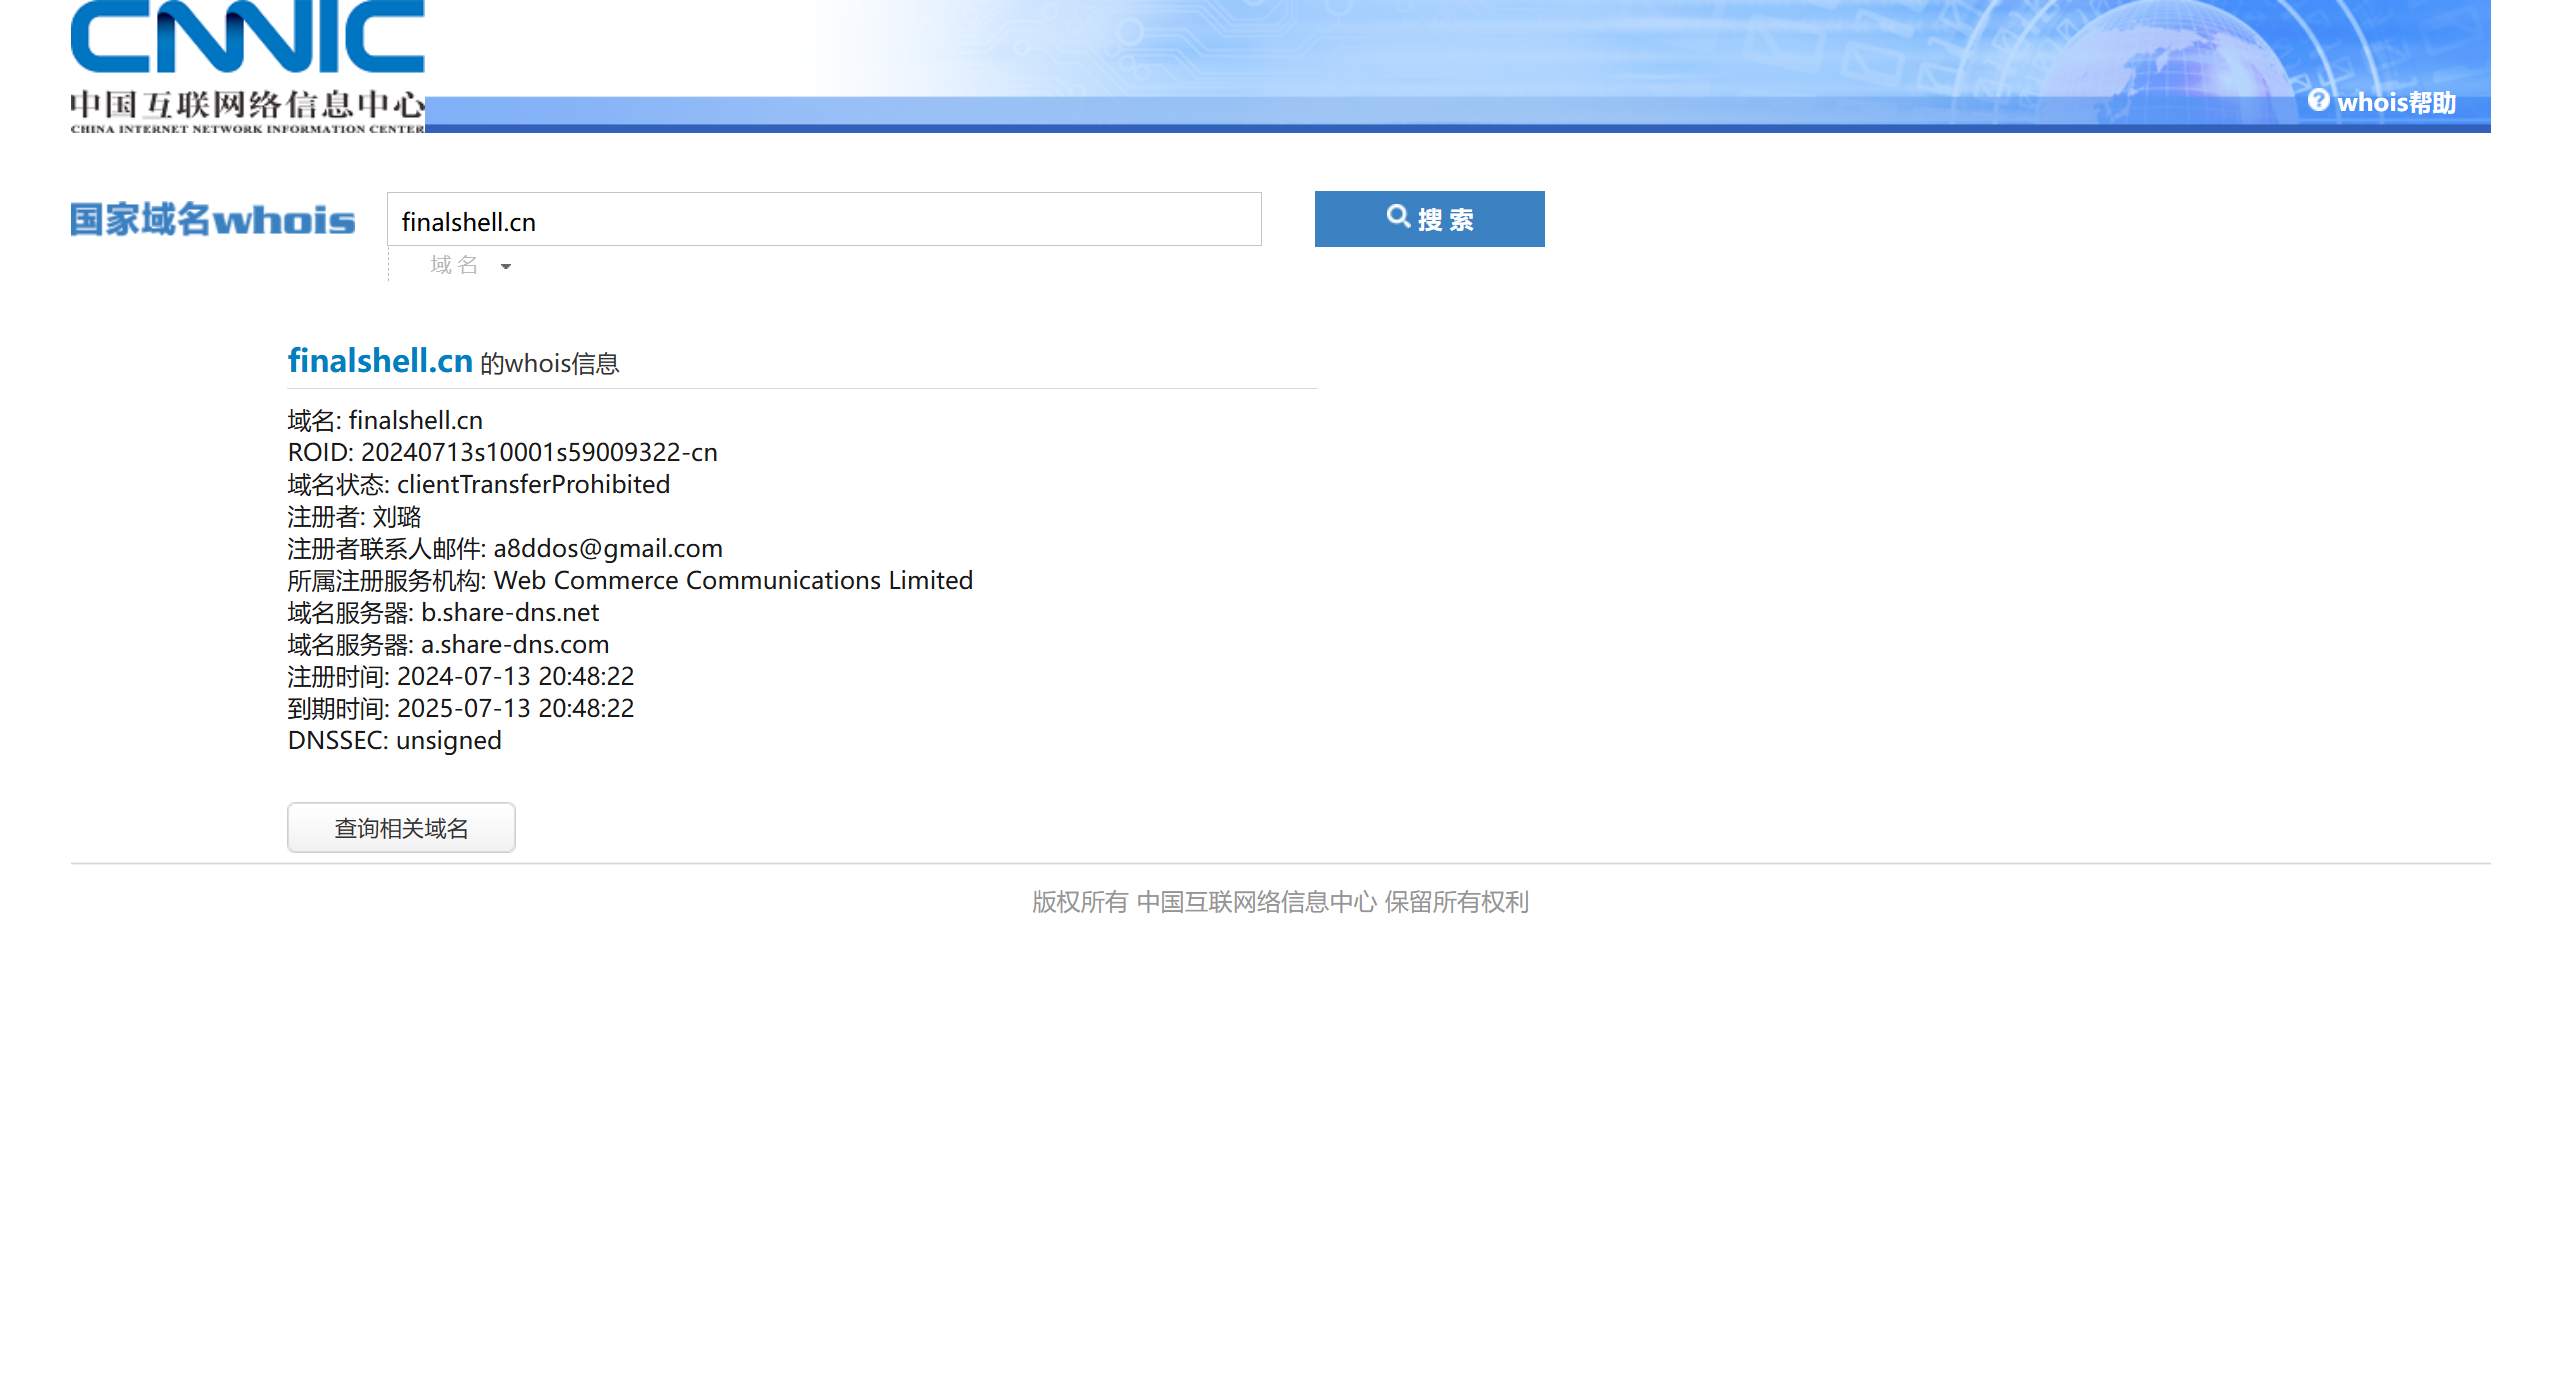 CNNIC
中国互联网络信息中心
CHINA INTERNET NETWORK INFORMATION CENTER
whois帮助
国家域名whois
finalshell.cn
搜 索
域 名
finalshell.cn 的whois信息
域名: finalshell.cn
ROID: 20240713s10001s59009322-cn
域名状态: clientTransferProhibited
注册者: 刘璐
注册者联系人邮件: a8ddos@gmail.com
所属注册服务机构: Web Commerce Communications Limited
域名服务器: b.share-dns.net
域名服务器: a.share-dns.com
注册时间: 2024-07-13 20:48:22
到期时间: 2025-07-13 20:48:22
DNSSEC: unsigned
查询相关域名
版权所有 中国互联网络信息中心 保留所有权利